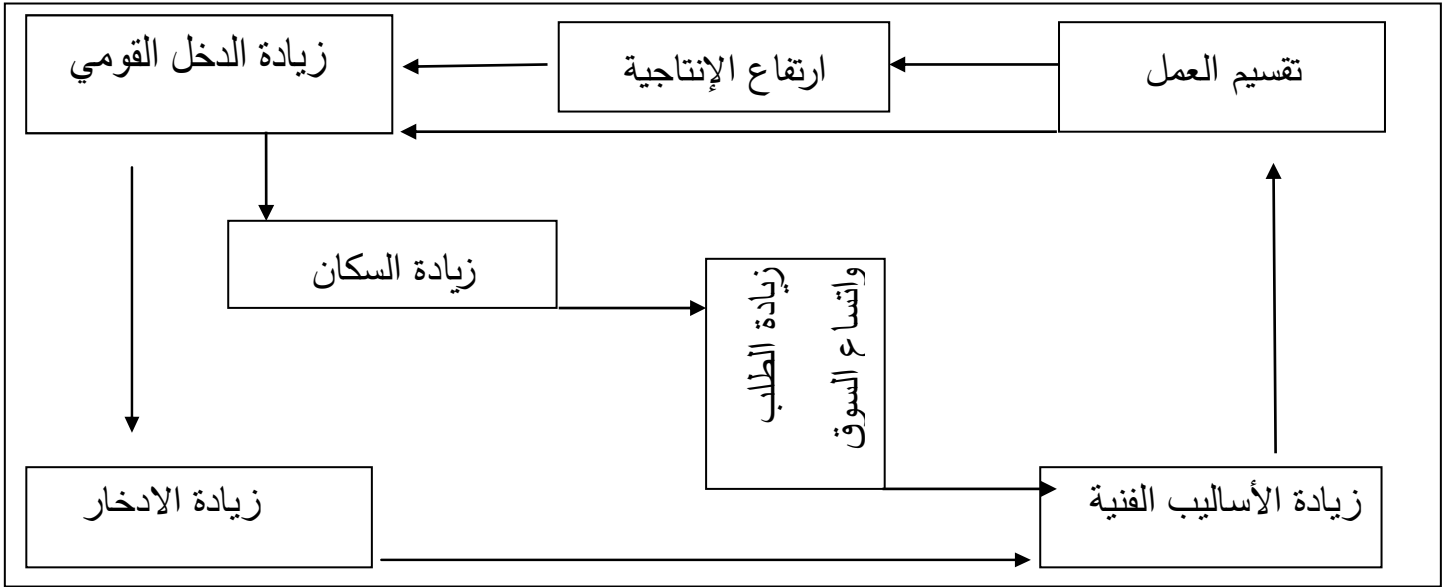 تقسيم العمل
ارتفاع الإنتاجية
زيادة الدخل القومي
زيادة السكان
زيادة الطلب
واتساع السوق
زيادة الأساليب الفنية
زيادة الادخار